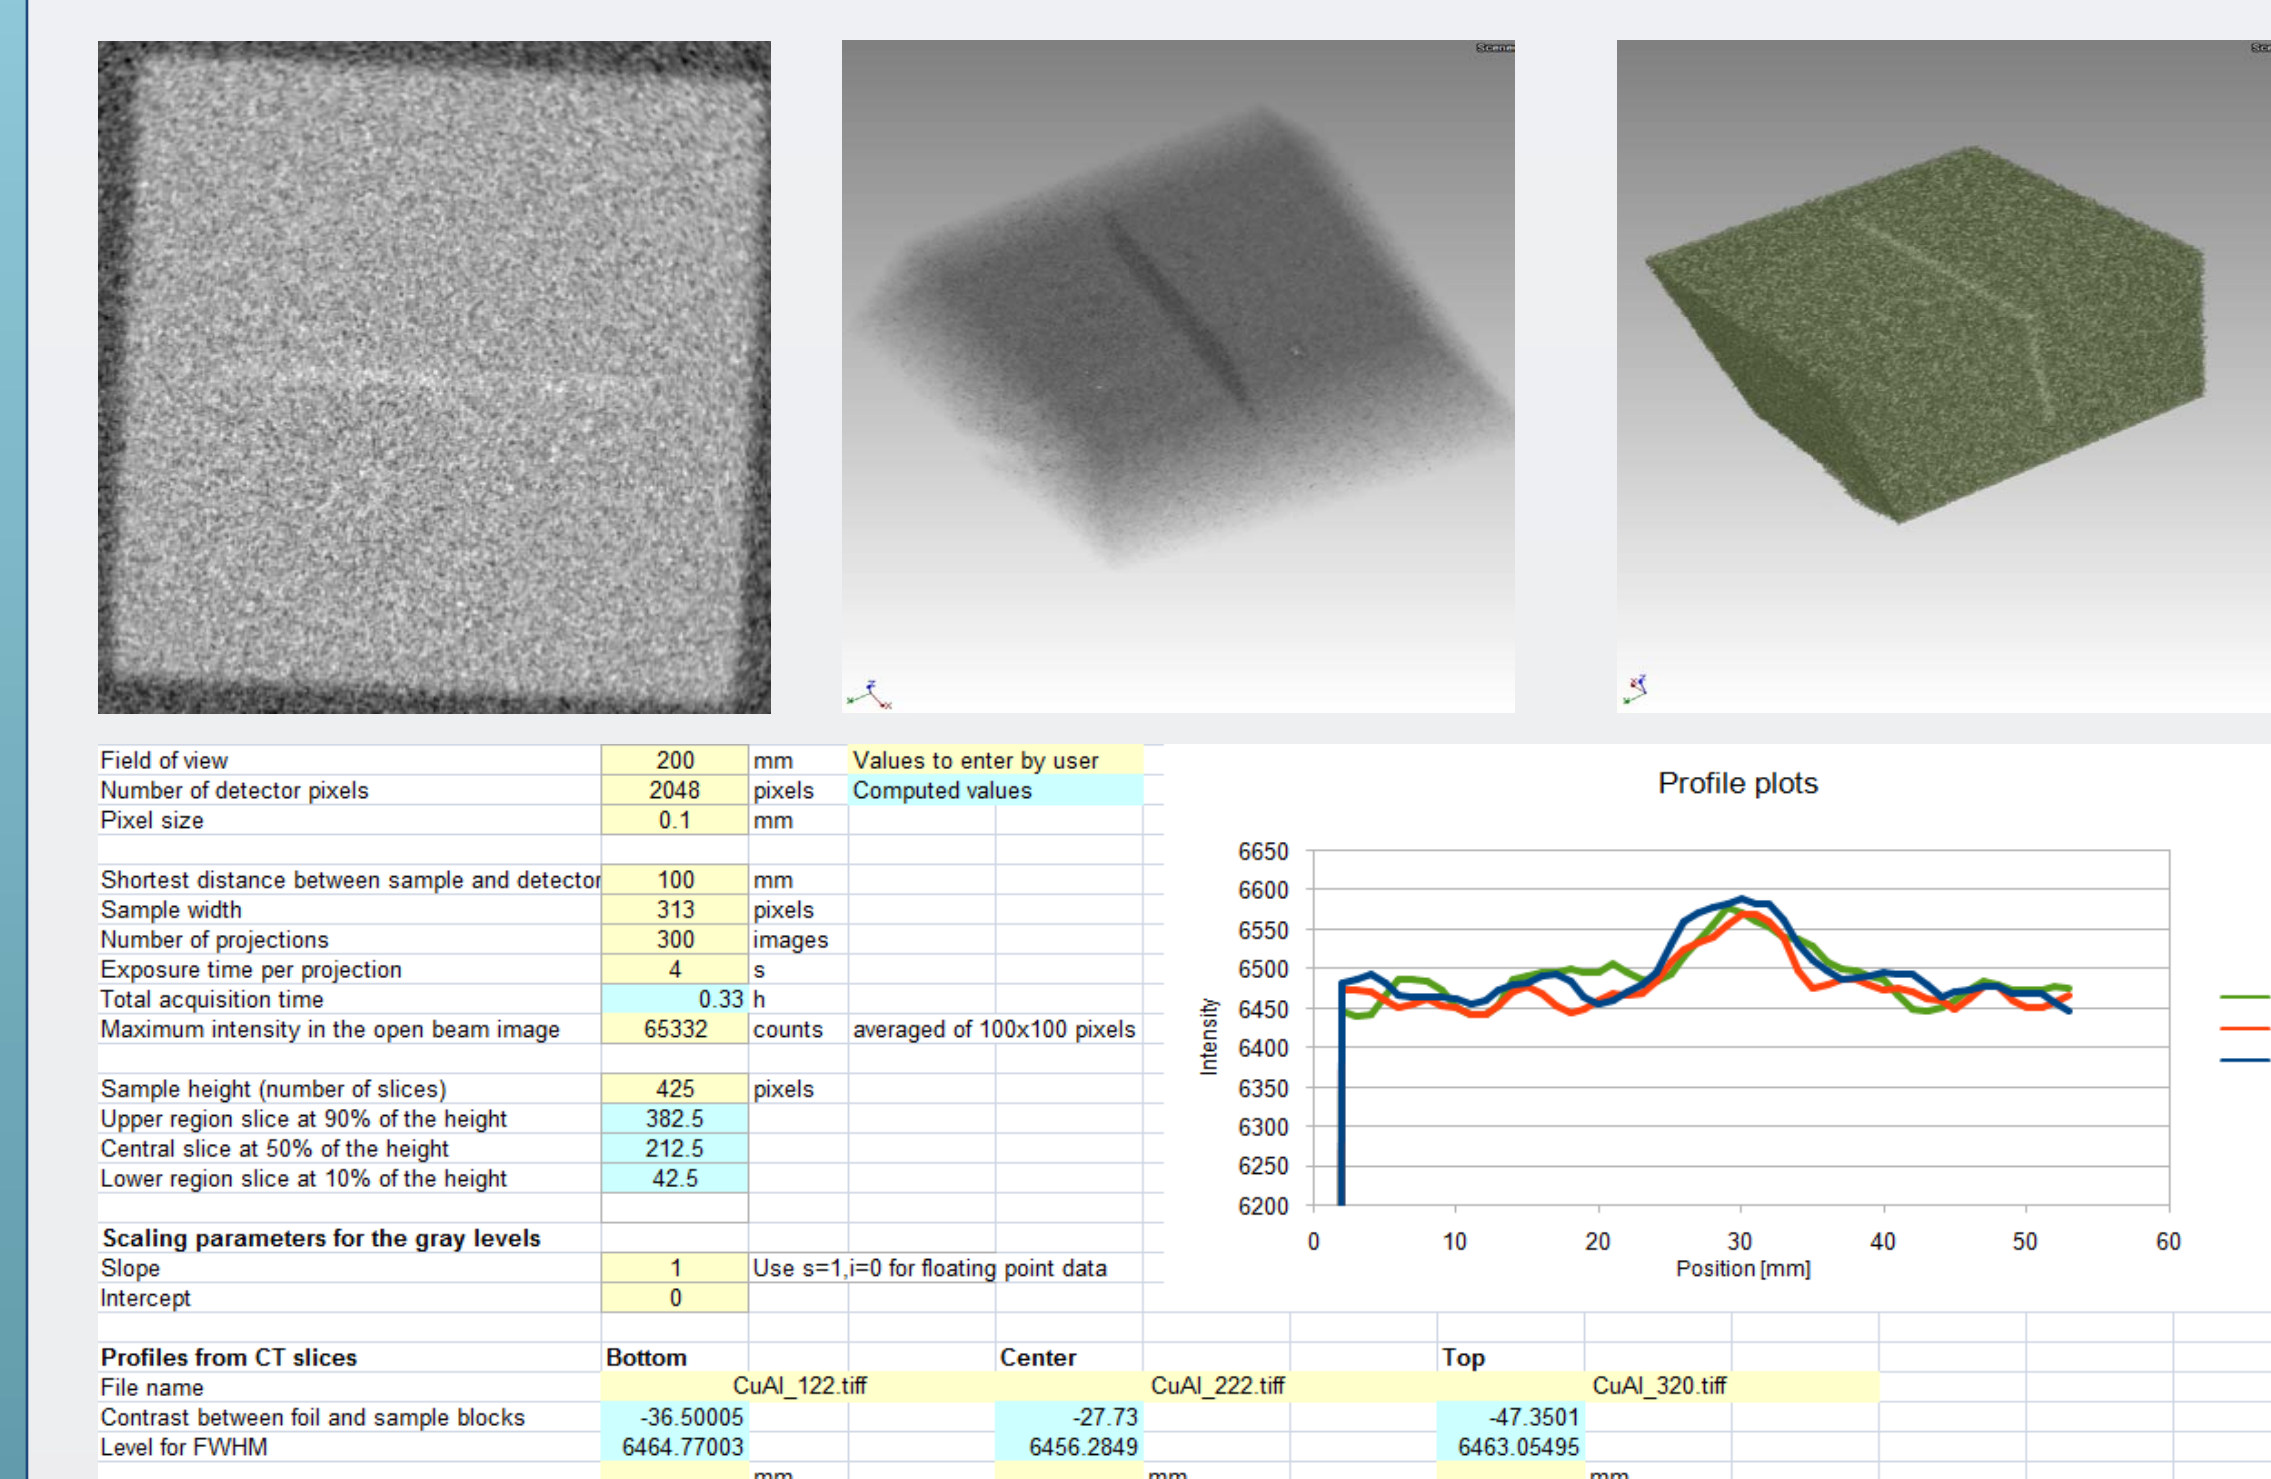 Scene
Field of view 200 mm Values to enter by user
Number of detector pixels 2048 pixels Computed values
Pixel size 0.1 mm
Shortest distance between sample and detector 100 mm
Sample width 313 pixels
Number of projections 300 images
Exposure time per projection 4 s
Total acquisition time 0.33 h
Maximum intensity in the open beam image 65332 counts averaged of 100x100 pixels
Sample height (number of slices) 425 pixels
Upper region slice at 90% of the height 382.5
Central slice at 50% of the height 212.5
Lower region slice at 10% of the height 42.5
Scaling parameters for the gray levels
Slope 1 Use s=1,i=0 for floating point data
Intercept 0
Profile plots
6650
6600
6550
6500
6450
6400
6350
6300
6250
6200
Intensity
0 10 20 30 40 50 60
Position [mm]
Profiles from CT slices Bottom Center Top
File name CuAl_122.tiff CuAl_222.tiff CuAl_320.tiff
Contrast between foil and sample blocks -36.50005 -27.73 -47.3501
Level for FWHM 6464.77003 6456.2849 6463.05495
mm mm mm